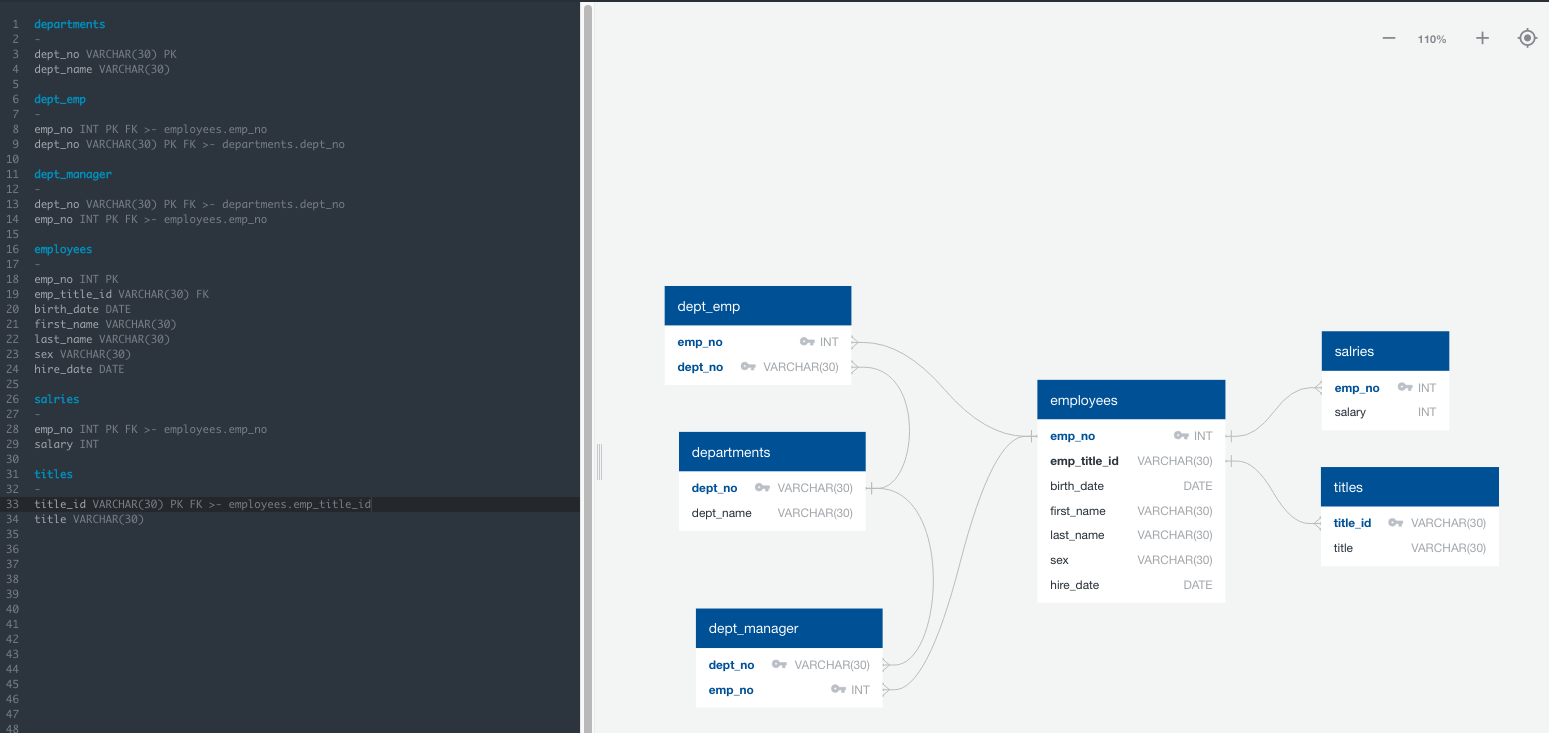 1 departments
2 -
3 dept_no VARCHAR(30) PK
4 dept_name VARCHAR(30)
5
6 dept_emp
7 -
8 emp_no INT PK FK >- employees.emp_no
9 dept_no VARCHAR(30) PK FK >- departments.dept_no
10
11 dept_manager
12 -
13 dept_no VARCHAR(30) PK FK >- departments.dept_no
14 emp_no INT PK FK >- employees.emp_no
15
16 employees
17 -
18 emp_no INT PK
19 emp_title_id VARCHAR(30) FK
20 birth_date DATE
21 first_name VARCHAR(30)
22 last_name VARCHAR(30)
23 sex VARCHAR(30)
24 hire_date DATE
25
26 salries
27 -
28 emp_no INT PK FK >- employees.emp_no
29 salary INT
30
31 titles
32 -
33 title_id VARCHAR(30) PK FK >- employees.emp_title_id
34 title VARCHAR(30)
35
36
37
38
39
40
41
42
43
44
45
46
47
48
110%
dept_emp
emp_no INT
dept_no VARCHAR(30)
departments
dept_no VARCHAR(30)
dept_name VARCHAR(30)
dept_manager
dept_no VARCHAR(30)
emp_no INT
employees
emp_no INT
emp_title_id VARCHAR(30)
birth_date DATE
first_name VARCHAR(30)
last_name VARCHAR(30)
sex VARCHAR(30)
hire_date DATE
salries
emp_no INT
salary INT
titles
title_id VARCHAR(30)
title VARCHAR(30)